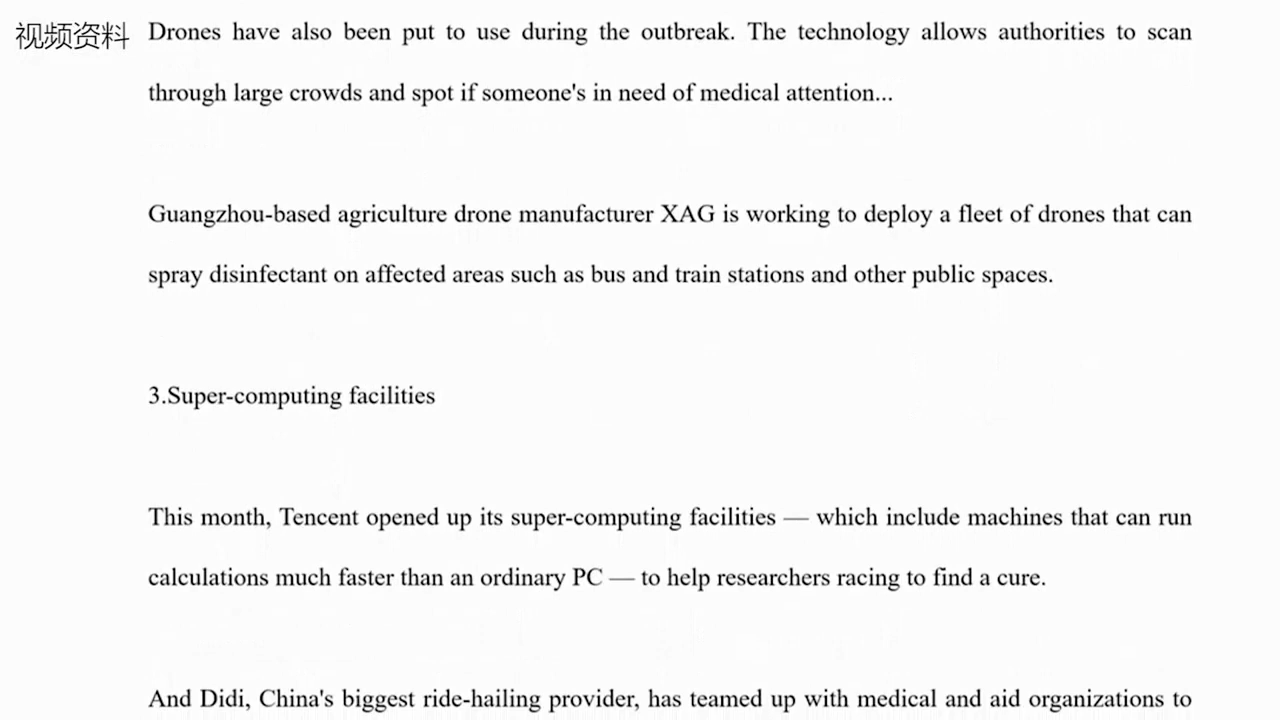 视频资料
Drones have also been put to use during the outbreak. The technology allows authorities to scan
through large crowds and spot if someone's in need of medical attention...
Guangzhou-based agriculture drone manufacturer XAG is working to deploy a fleet of drones that can
spray disinfectant on affected areas such as bus and train stations and other public spaces.
3.Super-computing facilities
This month, Tencent opened up its super-computing facilities — which include machines that can run
calculations much faster than an ordinary PC — to help researchers racing to find a cure.
And Didi, China's biggest ride-hailing provider, has teamed up with medical and aid organizations to